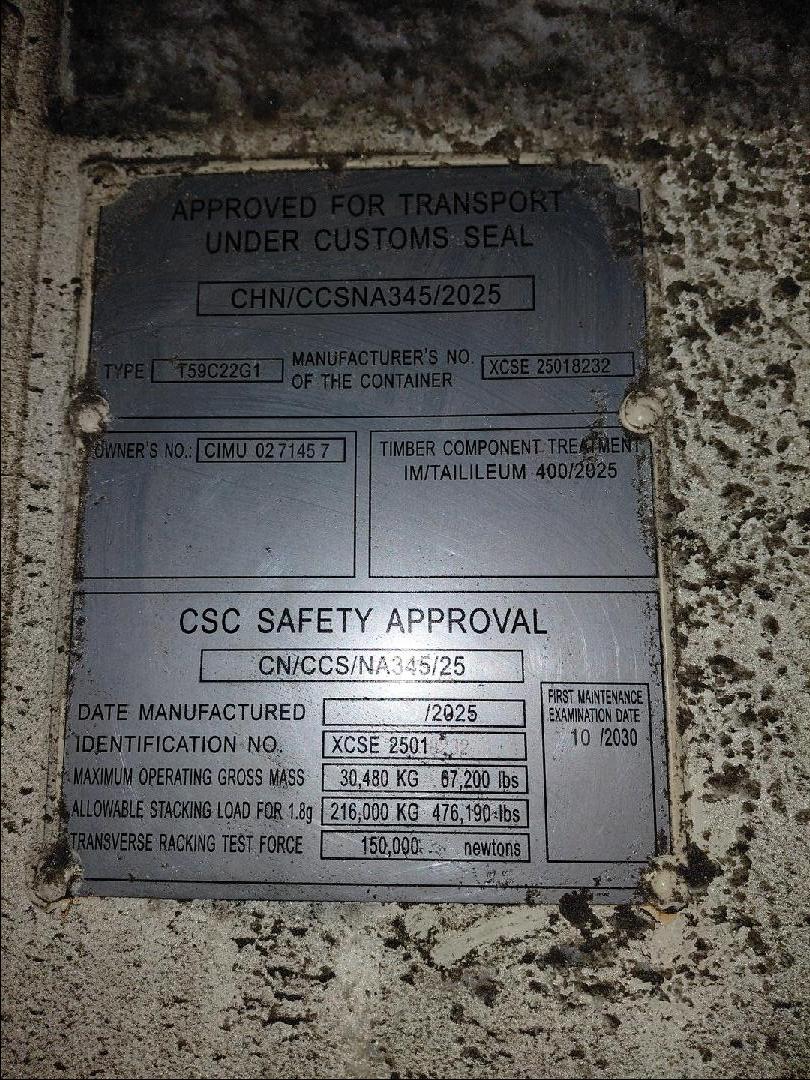 APPROVED FOR TRANSPORT
UNDER CUSTOMS SEAL
CHN/CCSNA345/2025
TYPE T59C22G1 MANUFACTURER'S NO. OF THE CONTAINER XCSE 25018232
OWNER'S NO.: CIMU 027145 7
TIMBER COMPONENT TREATMENT
IM/TAILILEUM 400/2025
CSC SAFETY APPROVAL
CN/CCS/NA345/25
DATE MANUFACTURED /2025
IDENTIFICATION NO. XCSE 2501
MAXIMUM OPERATING GROSS MASS 30,480 KG 67,200 lbs
ALLOWABLE STACKING LOAD FOR 1.8g 216,000 KG 476,190 lbs
TRANSVERSE RACKING TEST FORCE 150,000 newtons
FIRST MAINTENANCE
EXAMINATION DATE
10 /2030